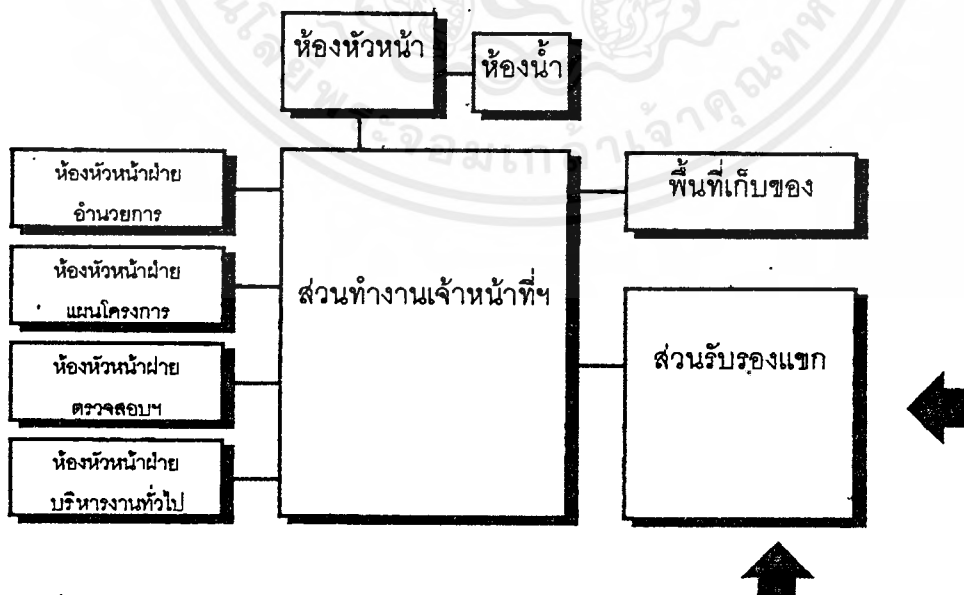 ห้องหัวหน้า
ห้องน้ำ
ห้องหัวหน้าฝ่าย
อำนวยการ
พื้นที่เก็บของ
ห้องหัวหน้าฝ่าย
แผนโครงการ
ส่วนทำงานเจ้าหน้าที่ฯ
ห้องหัวหน้าฝ่าย
ตรวจสอบฯ
ส่วนรับรองแขก
ห้องหัวหน้าฝ่าย
บริหารงานทั่วไป